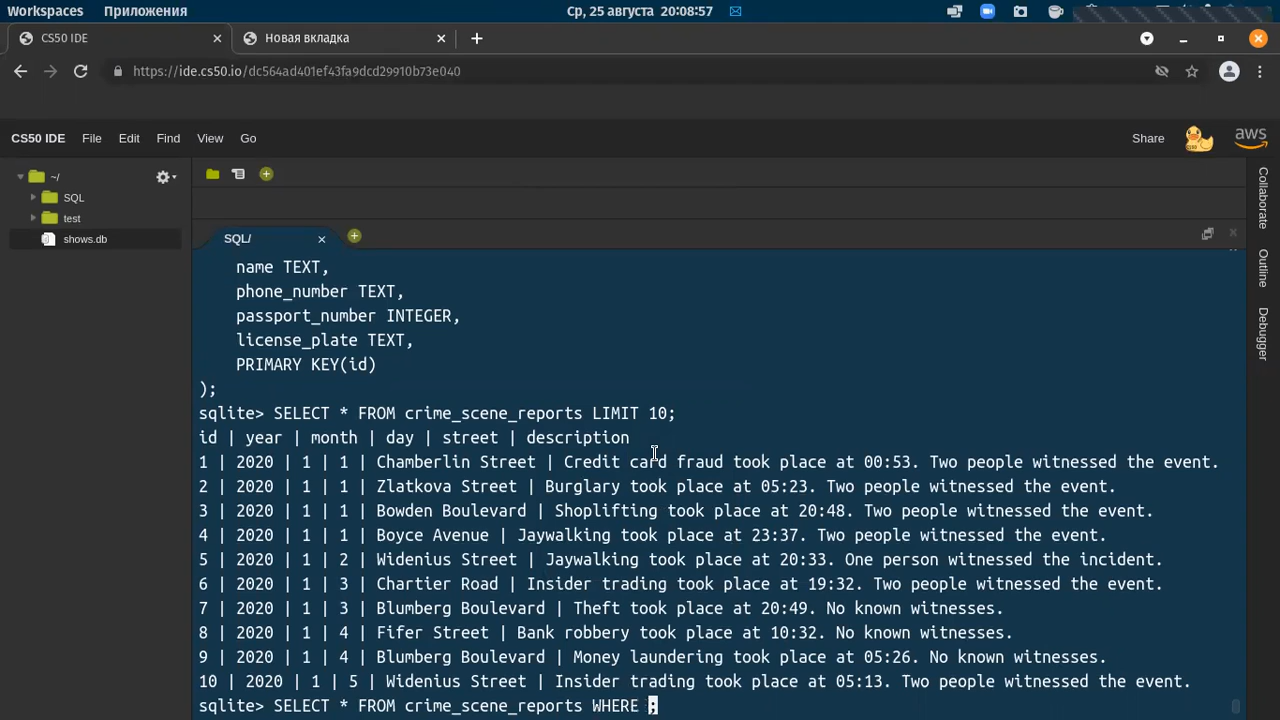 Workspaces Приложения Ср, 25 августа 20:08:57
CS50 IDE Новая вкладка
https://ide.cs50.io/dc564ad401ef43fa9dcd29910b73e040
CS50 IDE File Edit Find View Go Share aws
~/
SQL
test
shows.db
SQL/
Collaborate
Outline
Debugger
name TEXT,
phone_number TEXT,
passport_number INTEGER,
license_plate TEXT,
PRIMARY KEY(id)
);
sqlite> SELECT * FROM crime_scene_reports LIMIT 10;
id | year | month | day | street | description
1 | 2020 | 1 | 1 | Chamberlin Street | Credit card fraud took place at 00:53. Two people witnessed the event.
2 | 2020 | 1 | 1 | Zlatkova Street | Burglary took place at 05:23. Two people witnessed the event.
3 | 2020 | 1 | 1 | Bowden Boulevard | Shoplifting took place at 20:48. Two people witnessed the event.
4 | 2020 | 1 | 1 | Boyce Avenue | Jaywalking took place at 23:37. Two people witnessed the event.
5 | 2020 | 1 | 2 | Widenius Street | Jaywalking took place at 20:33. One person witnessed the incident.
6 | 2020 | 1 | 3 | Chartier Road | Insider trading took place at 19:32. Two people witnessed the event.
7 | 2020 | 1 | 3 | Blumberg Boulevard | Theft took place at 20:49. No known witnesses.
8 | 2020 | 1 | 4 | Fifer Street | Bank robbery took place at 10:32. No known witnesses.
9 | 2020 | 1 | 4 | Blumberg Boulevard | Money laundering took place at 05:26. No known witnesses.
10 | 2020 | 1 | 5 | Widenius Street | Insider trading took place at 05:13. Two people witnessed the event.
sqlite> SELECT * FROM crime_scene_reports WHERE ;